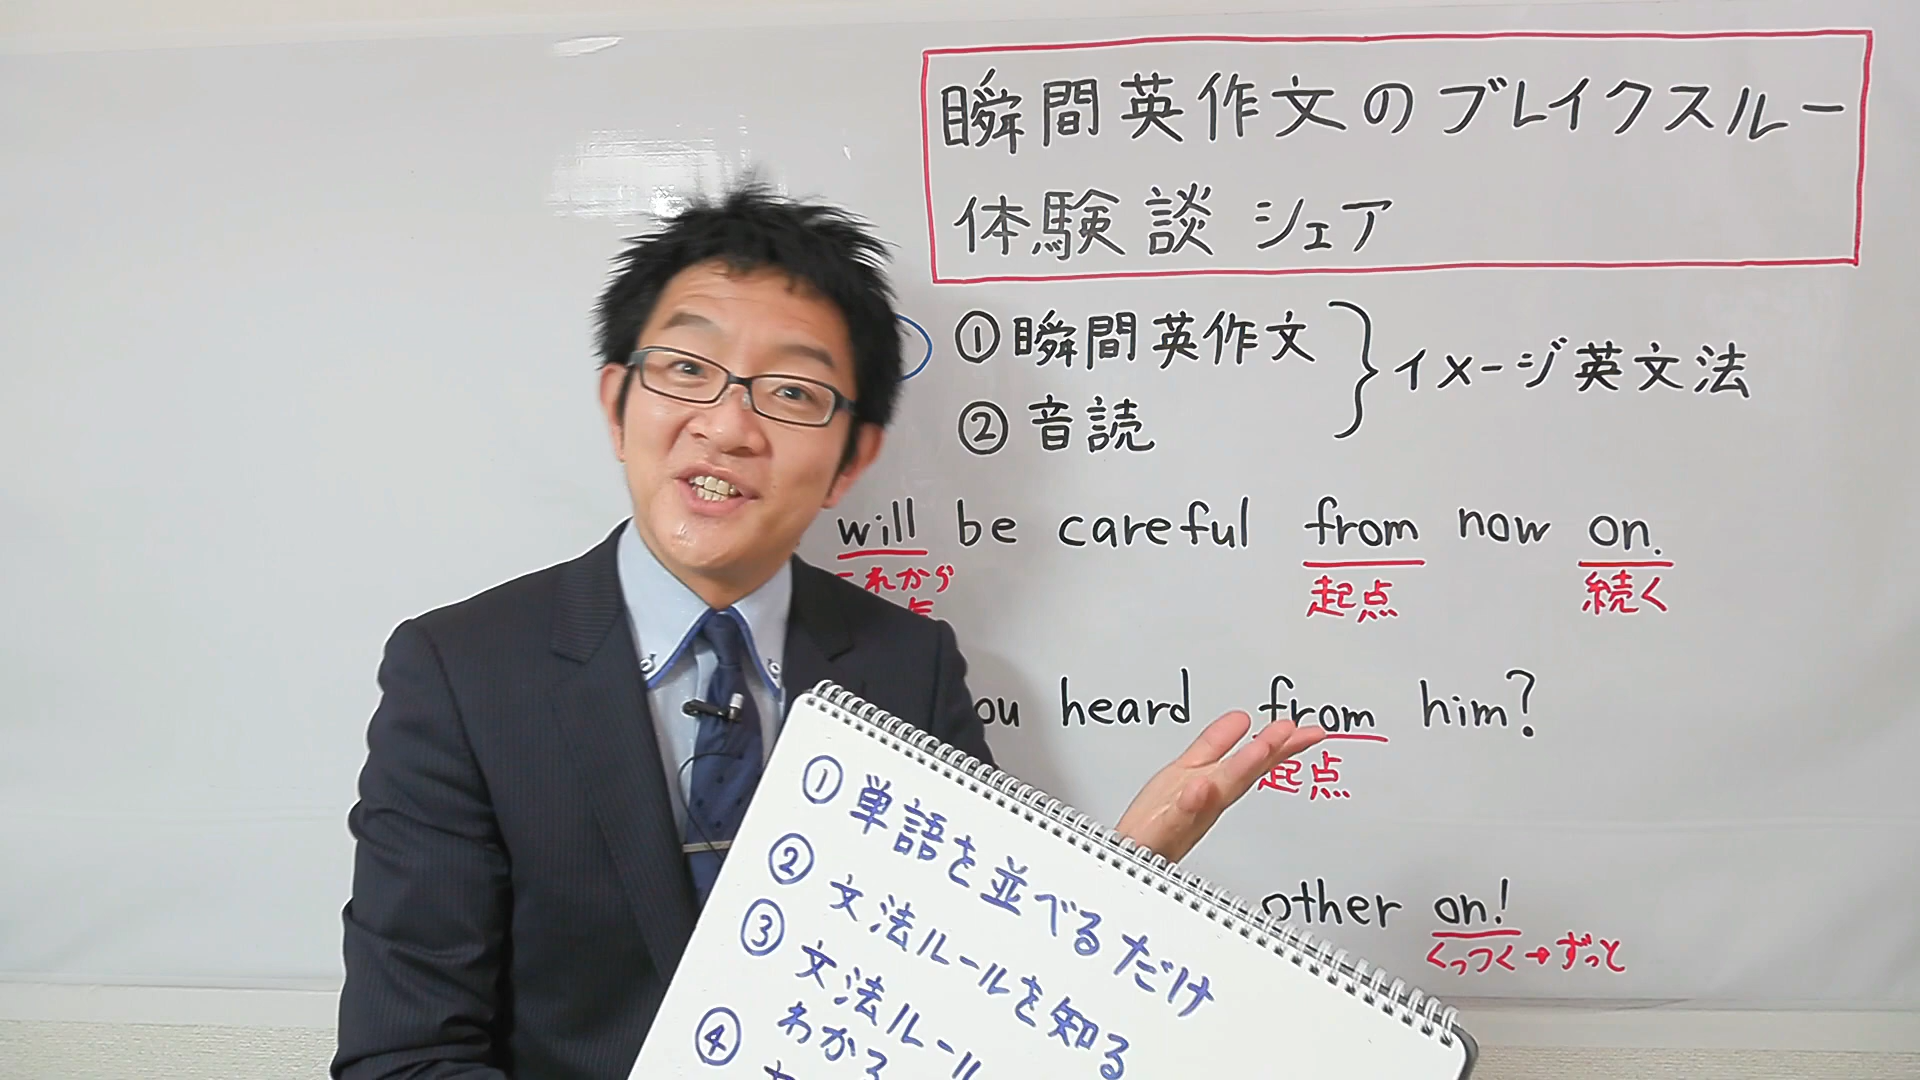 瞬間英作文のブレイクスルー
体験談シェア
①瞬間英作文
②音読
イメージ英文法
will be careful from now on.
これから
起点
続く
heard from him?
起点
other on!
くっつく→ずっと
①単語を並べるだけ
②文法ルールを知る
③文法ルール
わかる
④